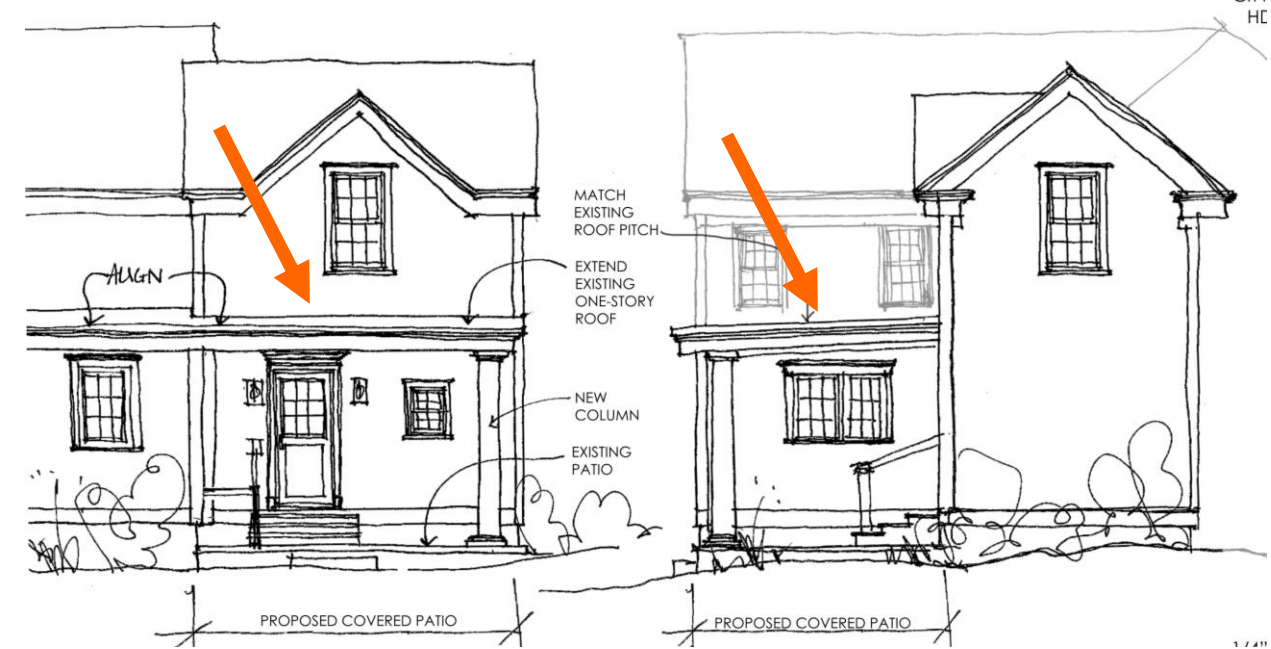 HD
MATCH
EXISTING
ROOF PITCH
ALIGN
EXTEND
EXISTING
ONE-STORY
ROOF
NEW
COLUMN
EXISTING
PATIO
PROPOSED COVERED PATIO
PROPOSED COVERED PATIO